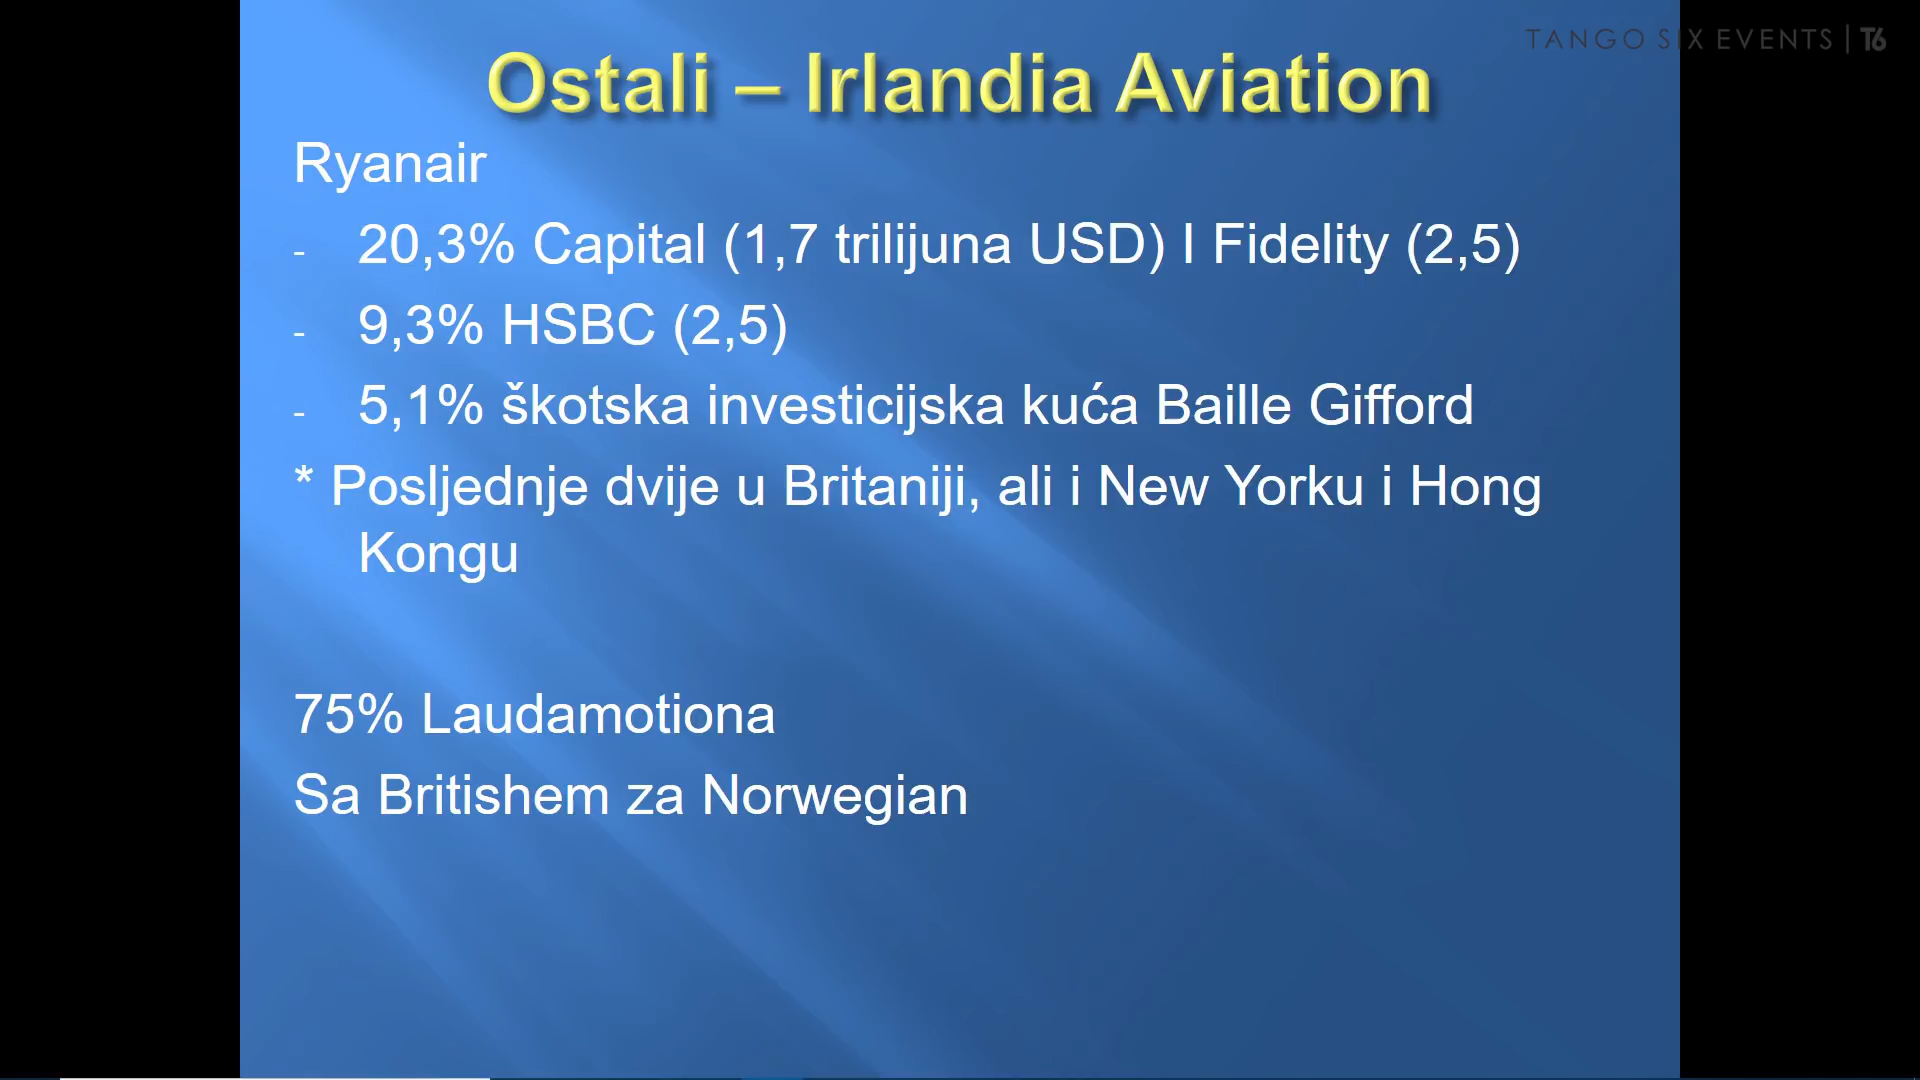 TANGO SIX EVENTS | T6
Ostali – Irlandia Aviation
Ryanair
- 20,3% Capital (1,7 trilijuna USD) I Fidelity (2,5)
- 9,3% HSBC (2,5)
- 5,1% škotska investicijska kuća Baille Gifford
* Posljednje dvije u Britaniji, ali i New Yorku i Hong
Kongu
75% Laudamotiona
Sa Britishem za Norwegian